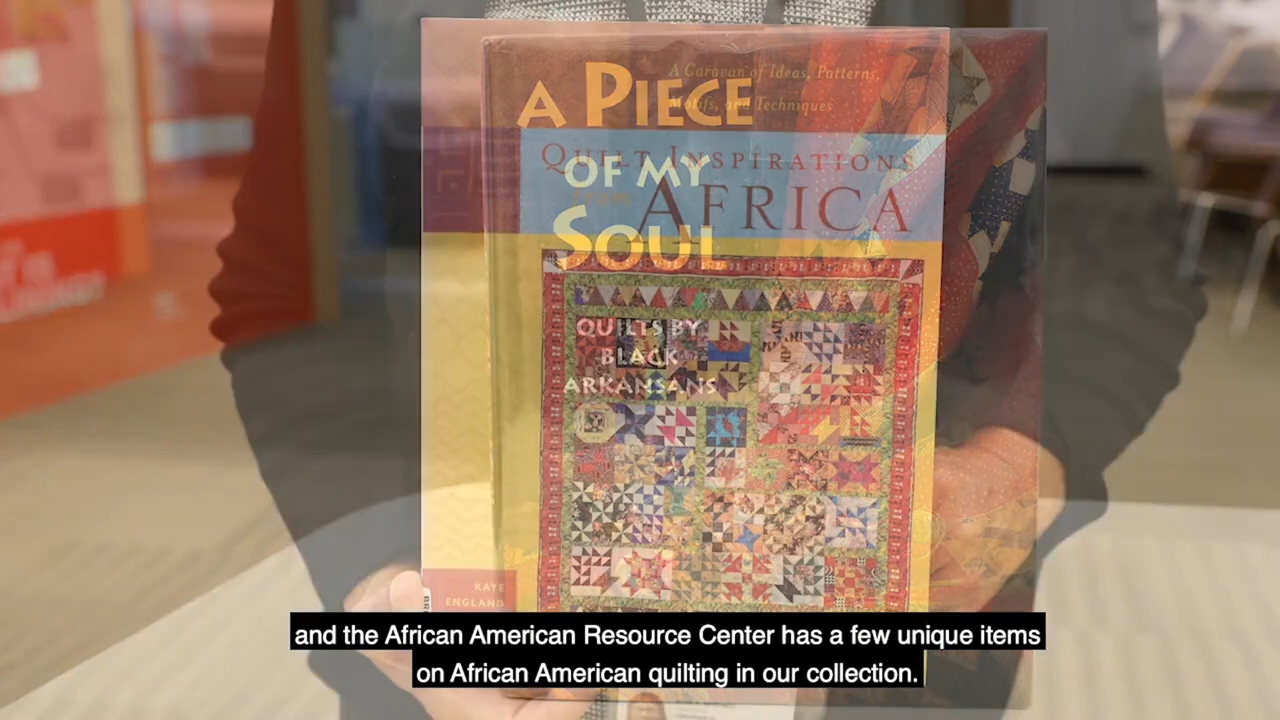 A Caravan of Ideas, Patterns,
Motifs, and Techniques
A PIECE
OF MY
SOUL
QUILT INSPIRATIONS
from
AFRICA
QUILTS BY
BLACK
ARKANSANS
KAYE
ENGLAND
and the African American Resource Center has a few unique items
on African American quilting in our collection.